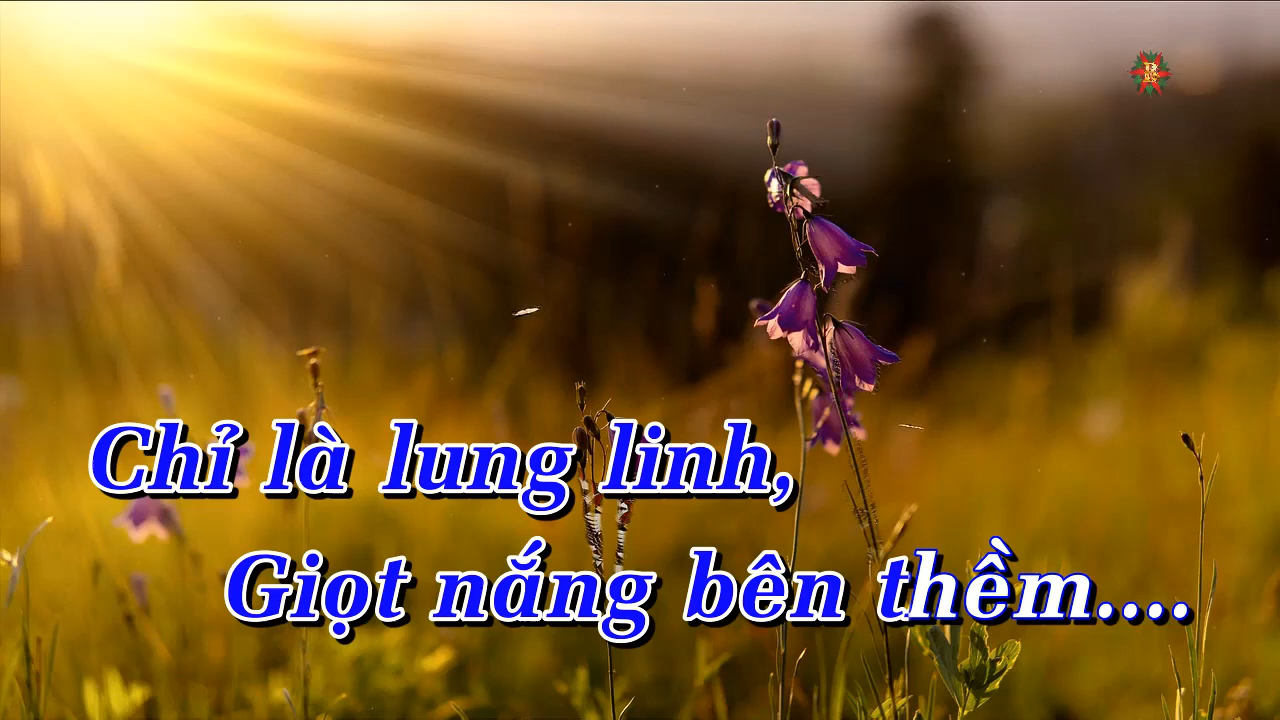 Chỉ là lung linh,
Giọt nắng bên thềm....